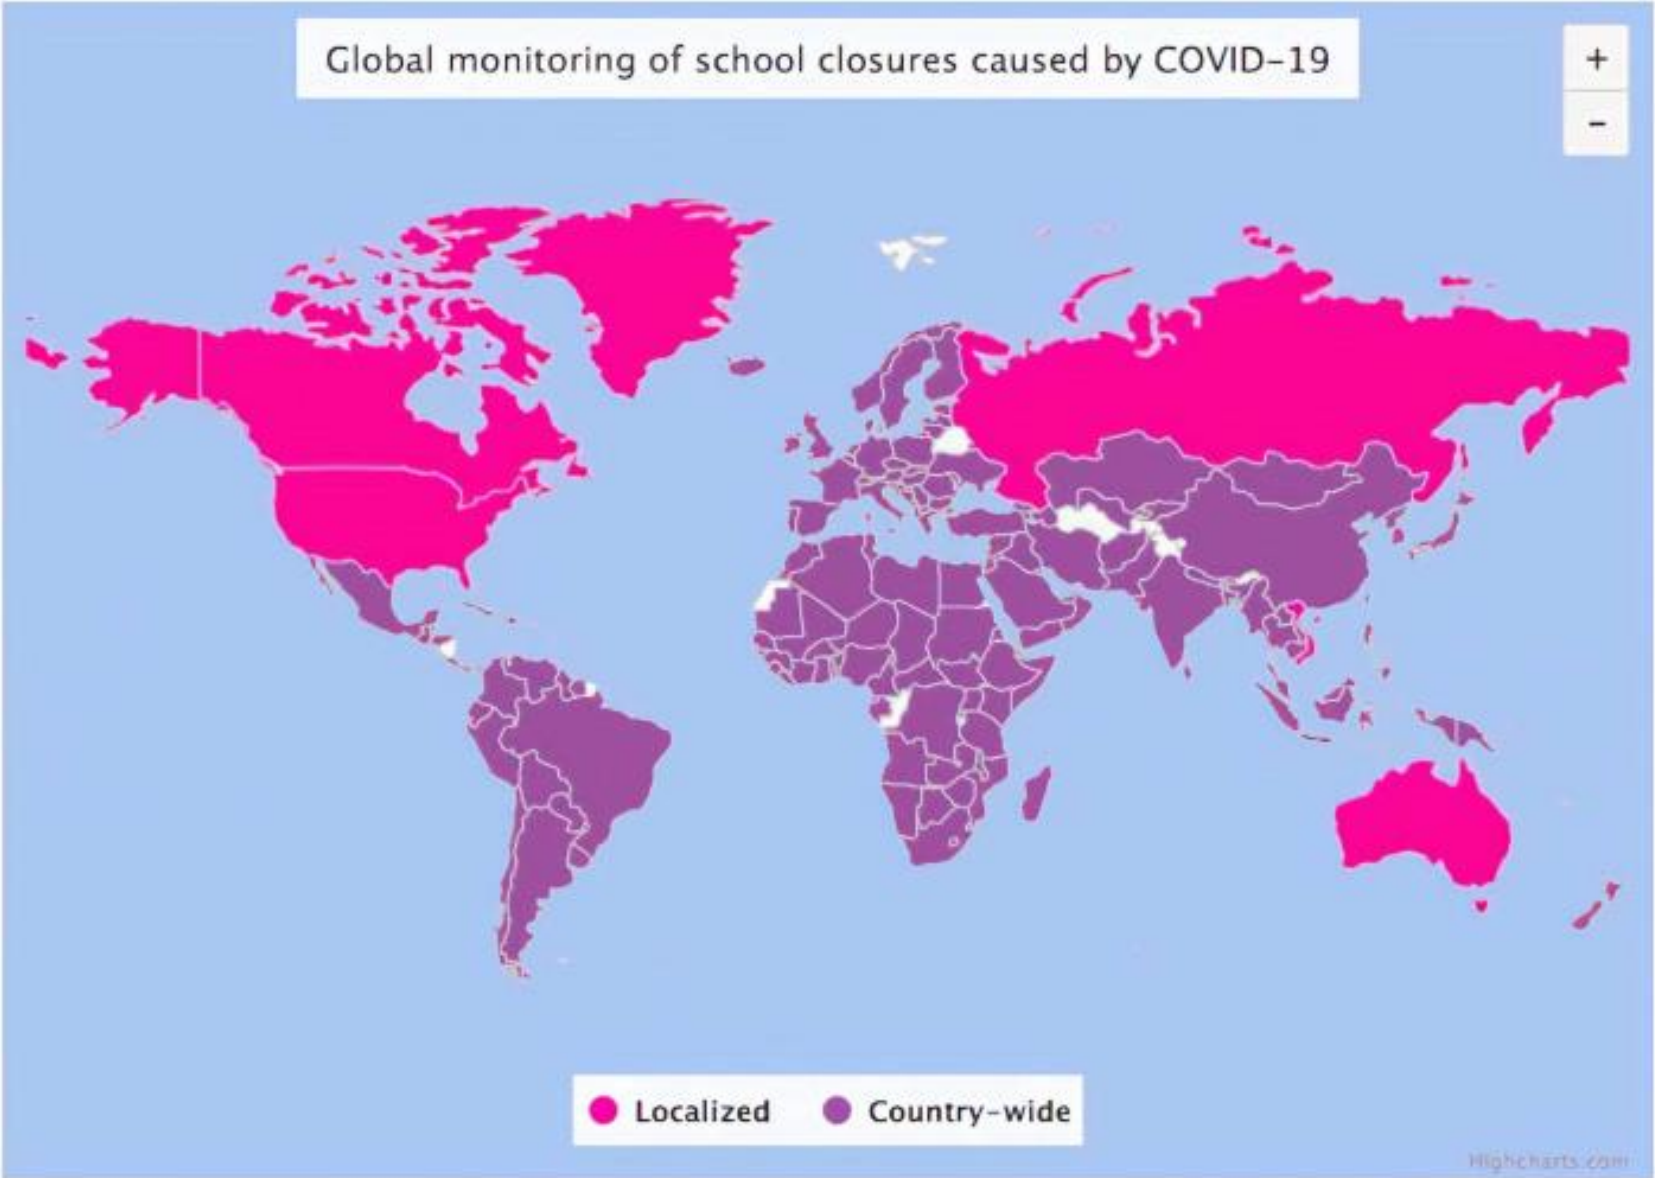 Global monitoring of school closures caused by COVID-19
+
-
Localized
Country-wide
Highcharts.com